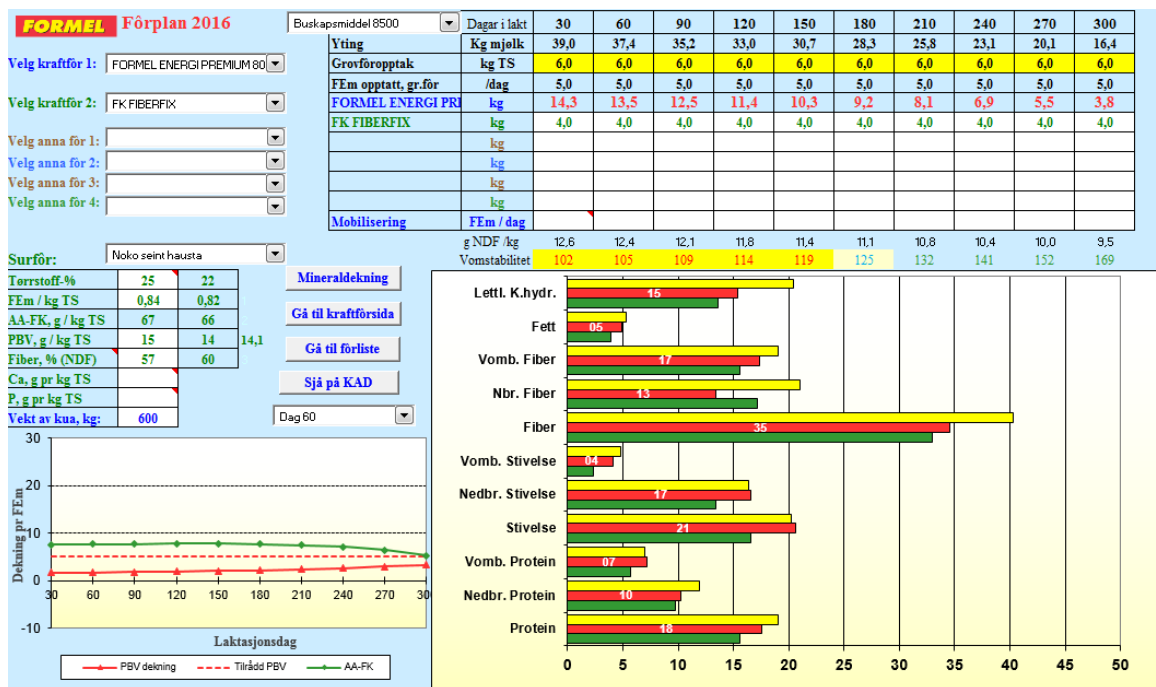 FORMEL Fôrplan 2016
Buskapsmiddel 8500 Dagar i lakt 30 60 90 120 150 180 210 240 270 300
Yting Kg mjølk 39,0 37,4 35,2 33,0 30,7 28,3 25,8 23,1 20,1 16,4
Velg kraftfôr 1: FORMEL ENERGI PREMIUM 80
Grovfôropptak kg TS 6,0 6,0 6,0 6,0 6,0 6,0 6,0 6,0 6,0 6,0
FEm opptatt, gr.fôr /dag 5,0 5,0 5,0 5,0 5,0 5,0 5,0 5,0 5,0 5,0
Velg kraftfôr 2: FK FIBERFIX
FORMEL ENERGI PRE kg 14,3 13,5 12,5 11,4 10,3 9,2 8,1 6,9 5,5 3,8
FK FIBERFIX kg 4,0 4,0 4,0 4,0 4,0 4,0 4,0 4,0 4,0 4,0
Velg anna fôr 1:
kg
Velg anna fôr 2:
kg
Velg anna fôr 3:
kg
Velg anna fôr 4:
kg
Mobilisering FEm / dag
g NDF /kg 12,6 12,4 12,1 11,8 11,4 11,1 10,8 10,4 10,0 9,5
Surfôr: Noko seint hausta
Vomstabilitet 102 105 109 114 119 125 132 141 152 169
Tørrstoff-% 25 22
FEm / kg TS 0,84 0,82
AA-FK, g / kg TS 67 66
PBV, g / kg TS 15 14 14,1
Fiber, % (NDF) 57 60
Ca, g pr kg TS
P, g pr kg TS
Vekt av kua, kg: 600
Mineraldekning
Gå til kraftfôrsida
Gå til fôrliste
Sjå på KAD
Dag 60
30
20
10
0
-10
Dekning pr FEm
30 60 90 120 150 180 210 240 270 300
Laktasjonsdag
PBV dekning Tilrådd PBV AA-FK
Lettl. K.hydr. 15
Fett 05
Vomb. Fiber 17
Nbr. Fiber 13
Fiber 35
Vomb. Stivelse 04
Nedbr. Stivelse 17
Stivelse 21
Vomb. Protein 07
Nedbr. Protein 10
Protein 18
0 5 10 15 20 25 30 35 40 45 50